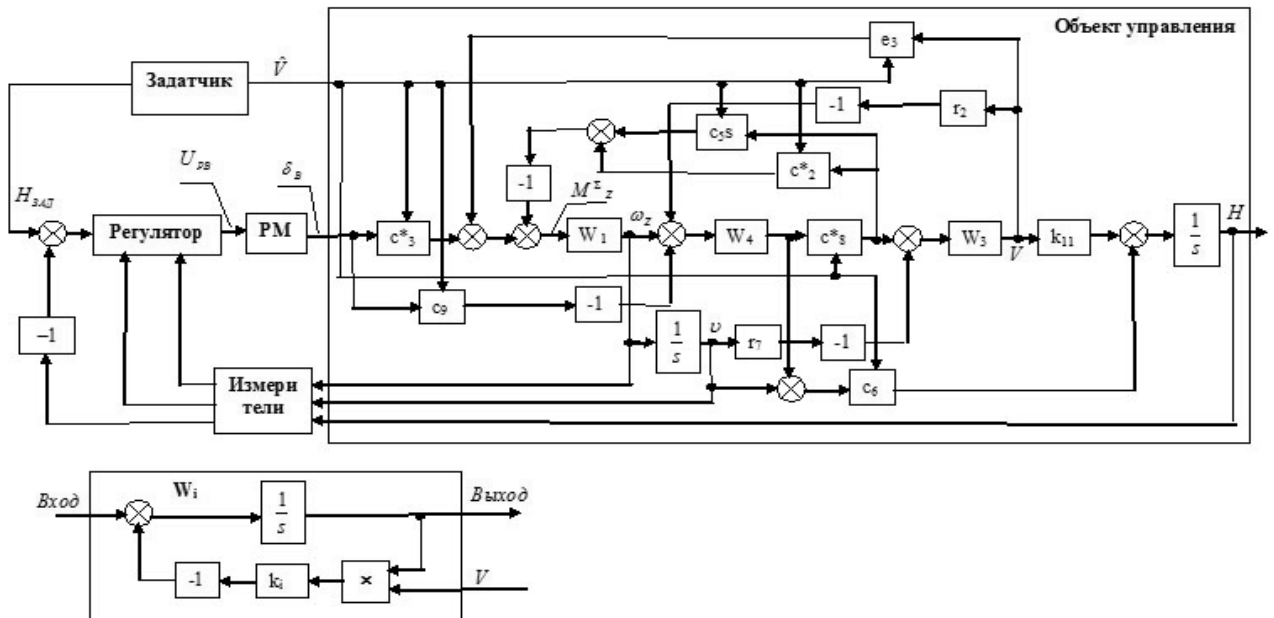 Объект управления
e₃
Задатчик
V̂
-1
r₂
c₅s
c*₂
U_РВ
δ_в
-1
M^Σ_Z
H_ЗАД
ω_Z
H
Регулятор
РМ
c*₃
W₁
W₄
c*₈
W₃
V
k₁₁
1
s
c₉
-1
−1
1
s
υ
r₇
-1
Измери
тели
c₆
Вход
W_i
1
s
Выход
-1
k_i
×
V